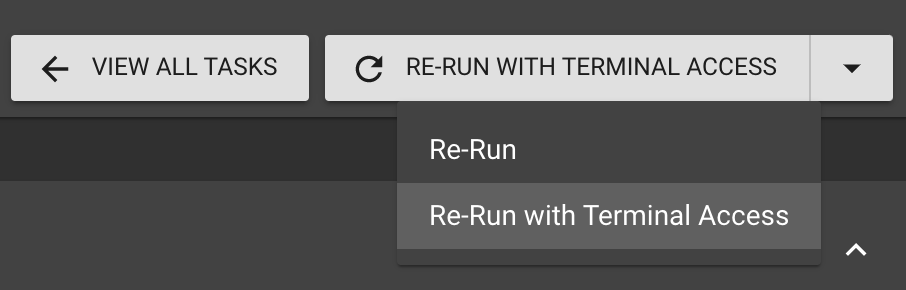 VIEW ALL TASKS
RE-RUN WITH TERMINAL ACCESS
Re-Run
Re-Run with Terminal Access